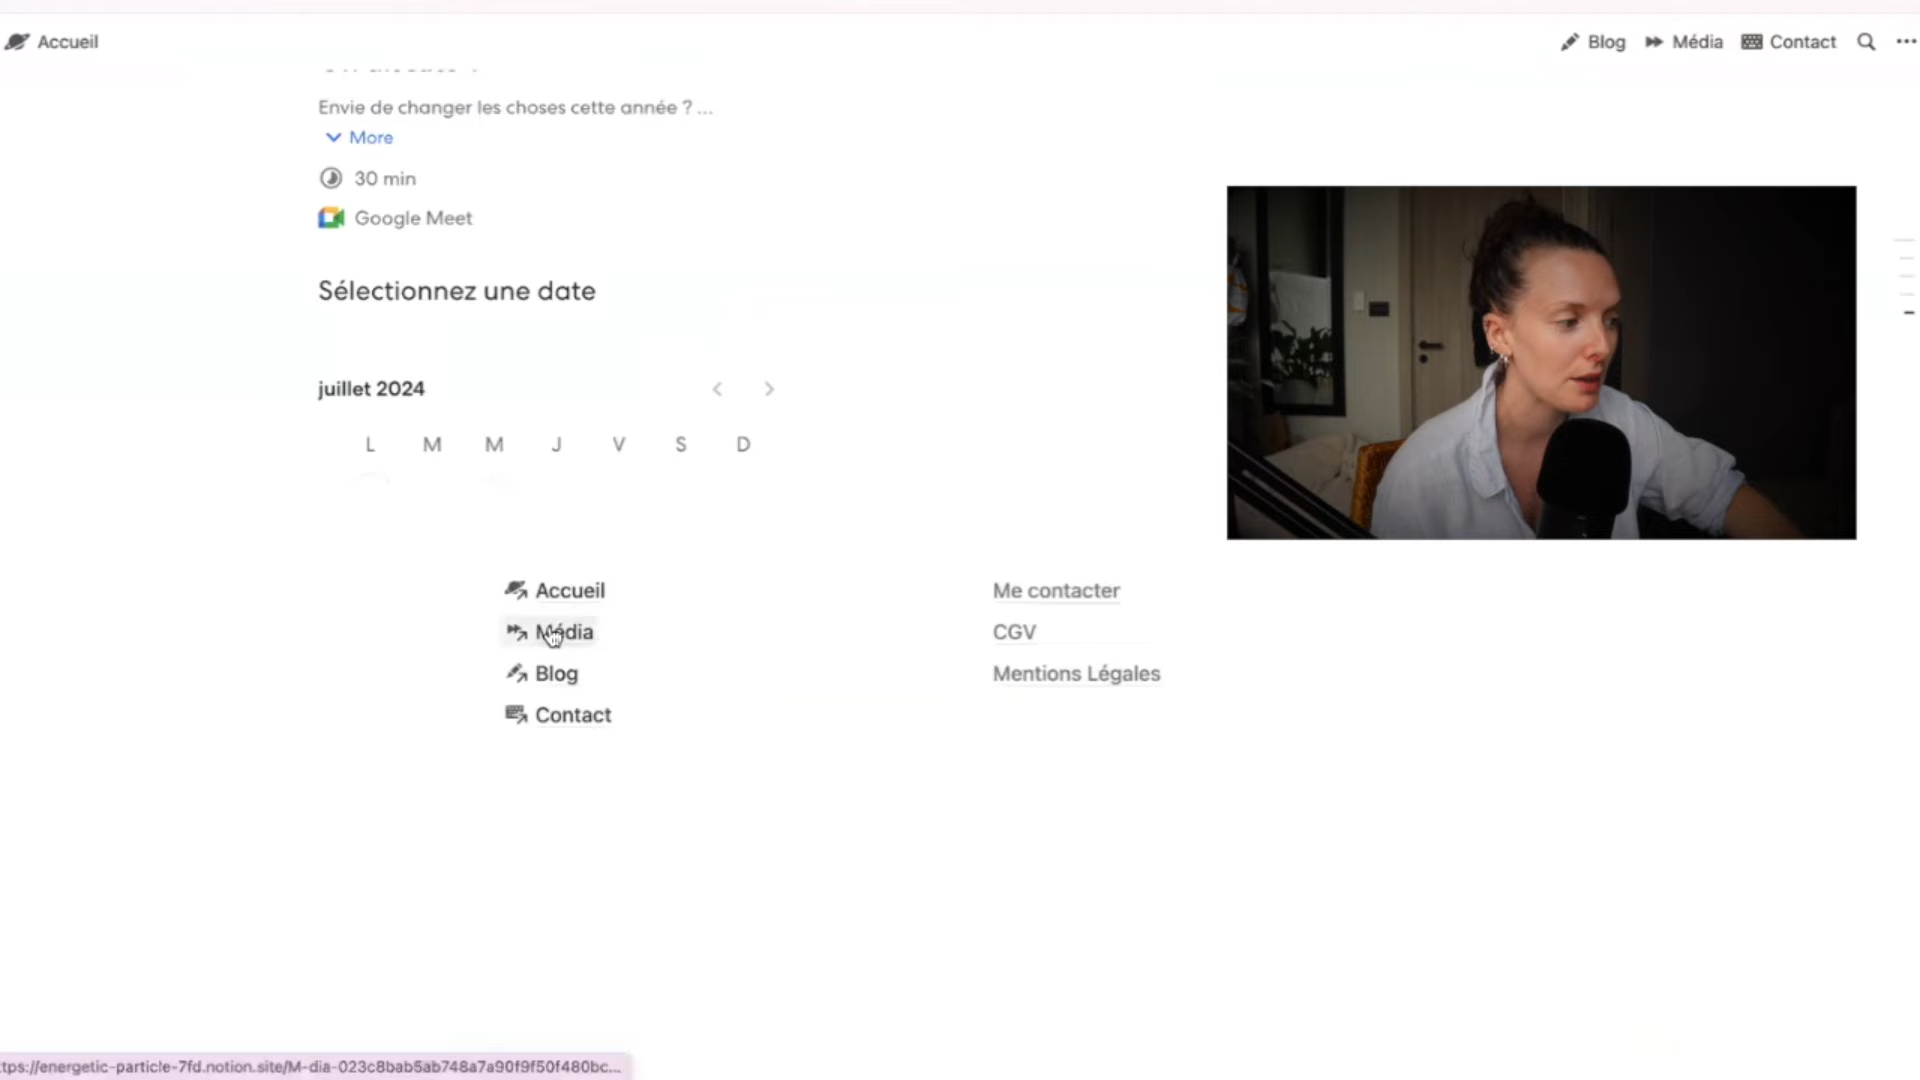 Accueil
Blog
Média
Contact
Envie de changer les choses cette année ? ...
More
30 min
Google Meet
Sélectionnez une date
juillet 2024
L M M J V S D
Accueil
Média
Blog
Contact
Me contacter
CGV
Mentions Légales
tps://energetic-particle-7fd.notion.site/M-dia-023c8bab5ab748a7a90f9f50f480bc...